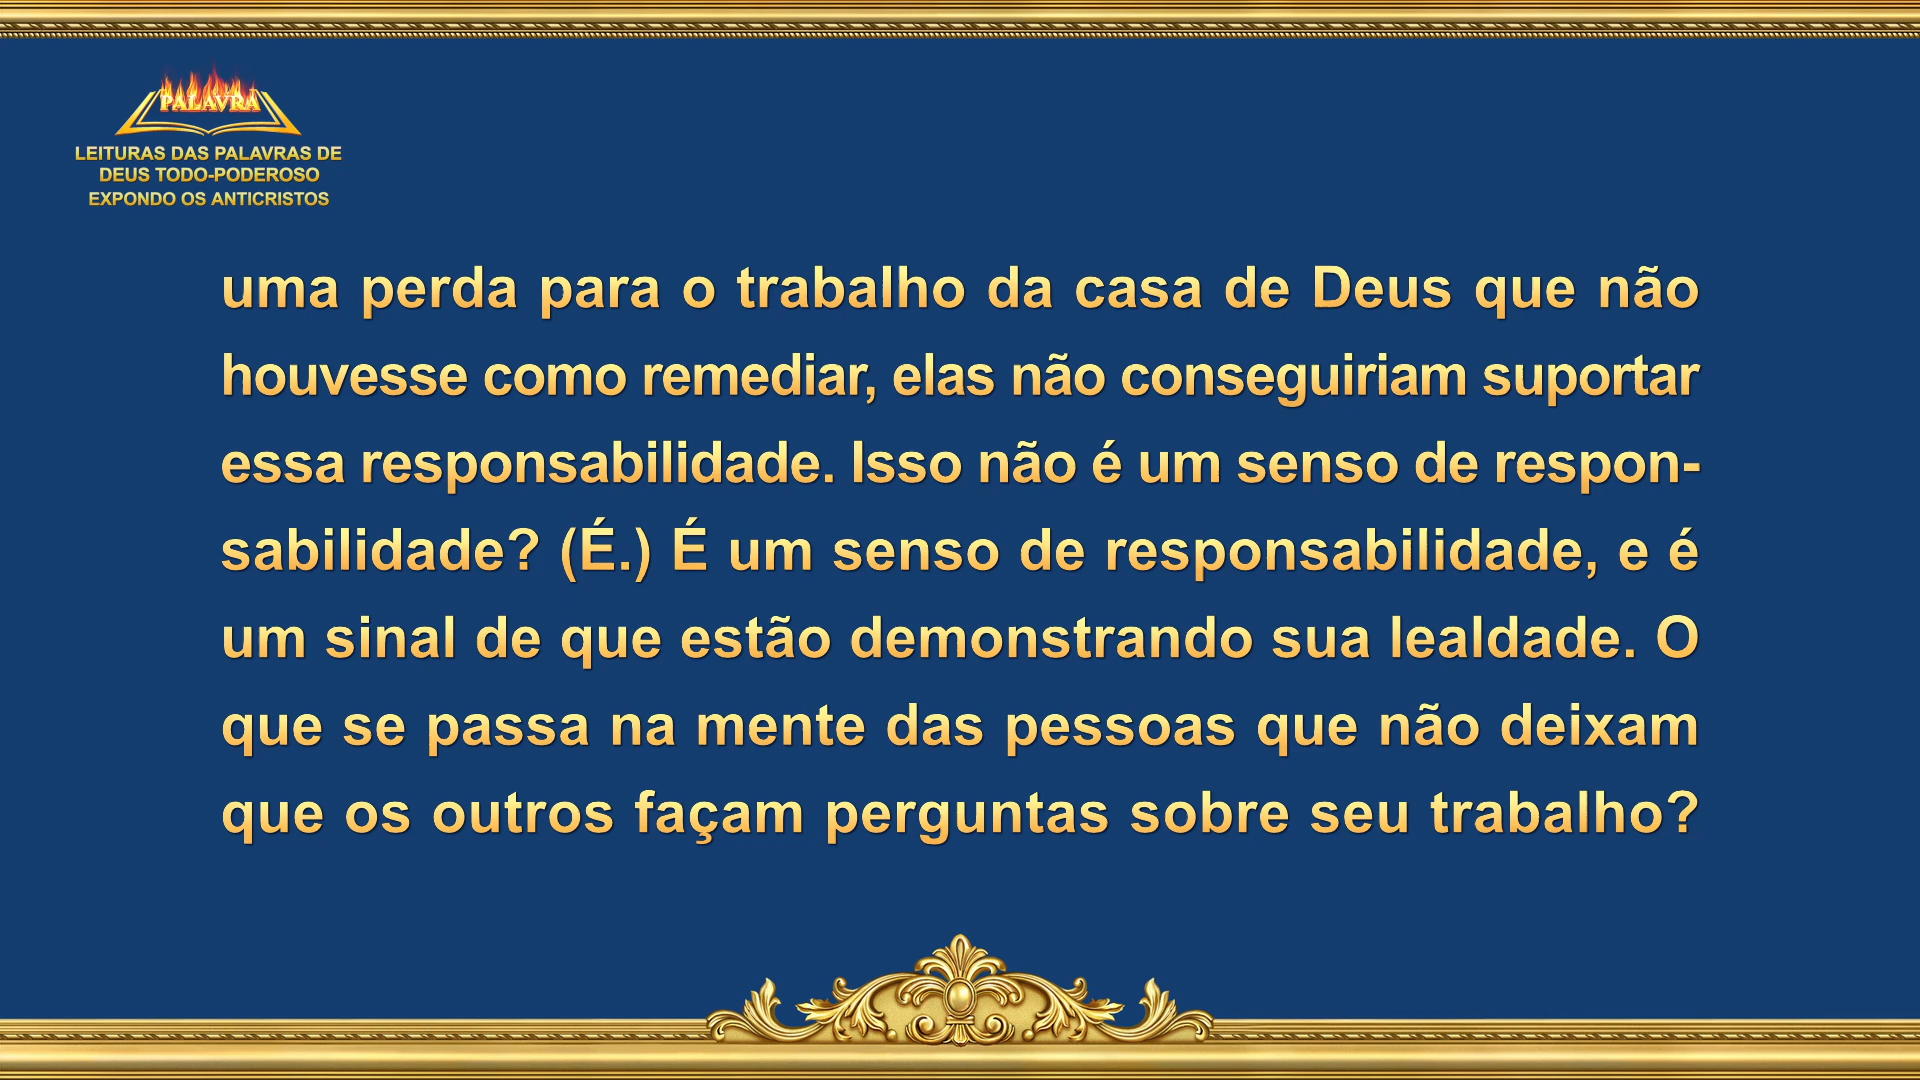 PALAVRA
LEITURAS DAS PALAVRAS DE
DEUS TODO-PODEROSO
EXPONDO OS ANTICRISTOS
uma perda para o trabalho da casa de Deus que não
houvesse como remediar, elas não conseguiriam suportar
essa responsabilidade. Isso não é um senso de respon-
sabilidade? (É.) É um senso de responsabilidade, e é
um sinal de que estão demonstrando sua lealdade. O
que se passa na mente das pessoas que não deixam
que os outros façam perguntas sobre seu trabalho?